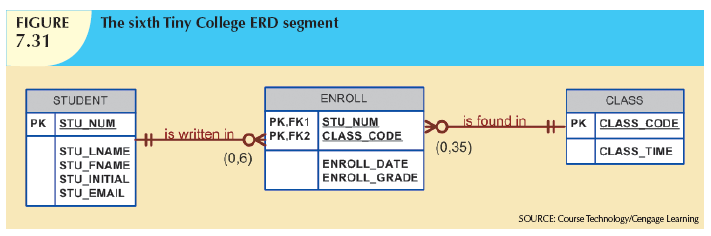 FIGURE 7.31
The sixth Tiny College ERD segment
STUDENT
PK STU_NUM
STU_LNAME
STU_FNAME
STU_INITIAL
STU_EMAIL
is written in
(0,6)
ENROLL
PK,FK1 STU_NUM
PK,FK2 CLASS_CODE
ENROLL_DATE
ENROLL_GRADE
is found in
(0,35)
CLASS
PK CLASS_CODE
CLASS_TIME
SOURCE: Course Technology/Cengage Learning